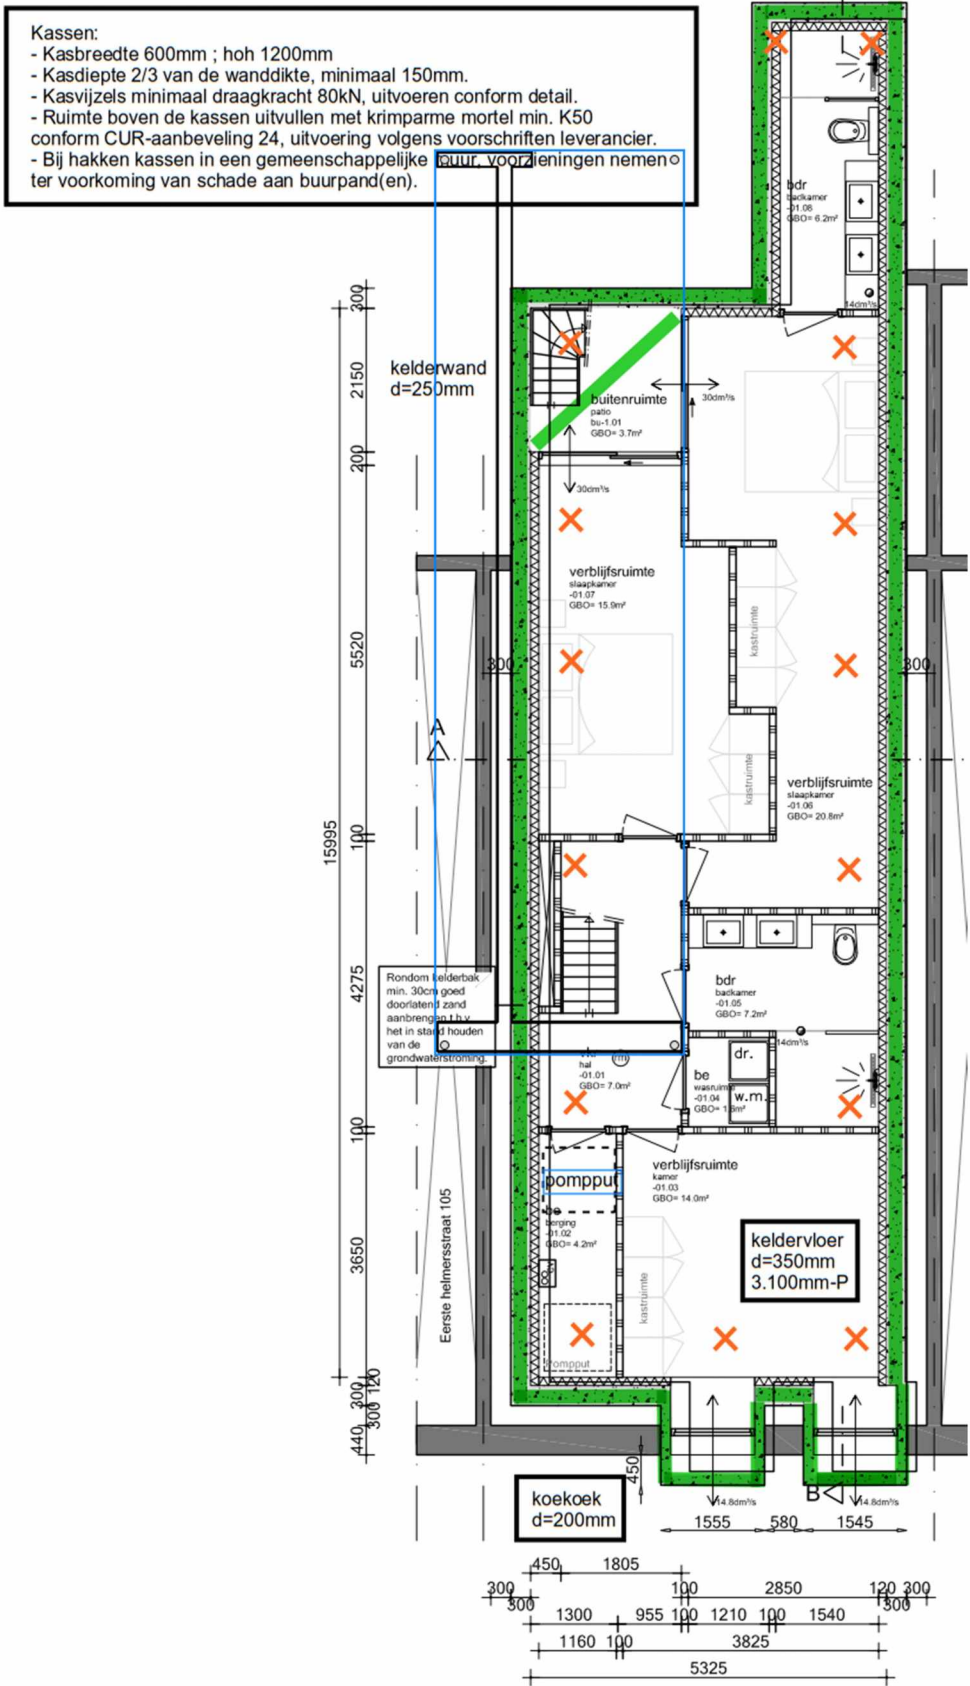 Kassen:
- Kasbreedte 600mm ; hoh 1200mm
- Kasdiepte 2/3 van de wanddikte, minimaal 150mm.
- Kasvijzels minimaal draagkracht 80kN, uitvoeren conform detail.
- Ruimte boven de kassen uitvullen met krimparme mortel min. K50
conform CUR-aanbeveling 24, uitvoering volgens voorschriften leverancier.
- Bij hakken kassen in een gemeenschappelijke muur, voorzieningen nemen
ter voorkoming van schade aan buurpand(en).
bdr
badkamer
-01.08
GBO= 6.2m²
14dm³/s
300
kelderwand
d=250mm
2150
buitenruimte
patio
bu-1.01
GBO= 3.7m²
30dm³/s
200
30dm³/s
verblijfsruimte
slaapkamer
-01.07
GBO= 15.9m²
kastruimte
5520
300
300
A
kastruimte
verblijfsruimte
slaapkamer
-01.06
GBO= 20.8m²
100
15995
Rondom kelderbak
min. 30cm goed
doorlatend zand
aanbrengen t.b.v.
het in stand houden
van de
grondwaterstroming.
4275
bdr
badkamer
-01.05
GBO= 7.2m²
14dm³/s
hal
-01.01
GBO= 7.0m²
dr.
be
wasruimte
-01.04
w.m.
100
pompput
be
berging
-01.02
GBO= 4.2m²
verblijfsruimte
kamer
-01.03
GBO= 14.0m²
keldervloer
d=350mm
3.100mm-P
Eerste helmersstraat 105
3650
kastruimte
Pompput
120
300
300
440
450
koekoek
d=200mm
14.8dm³/s
B
14.8dm³/s
1555 580 1545
450 1805
300 100 2850 120 300
300 300
1300 955 100 1210 100 1540
1160 100 3825
5325